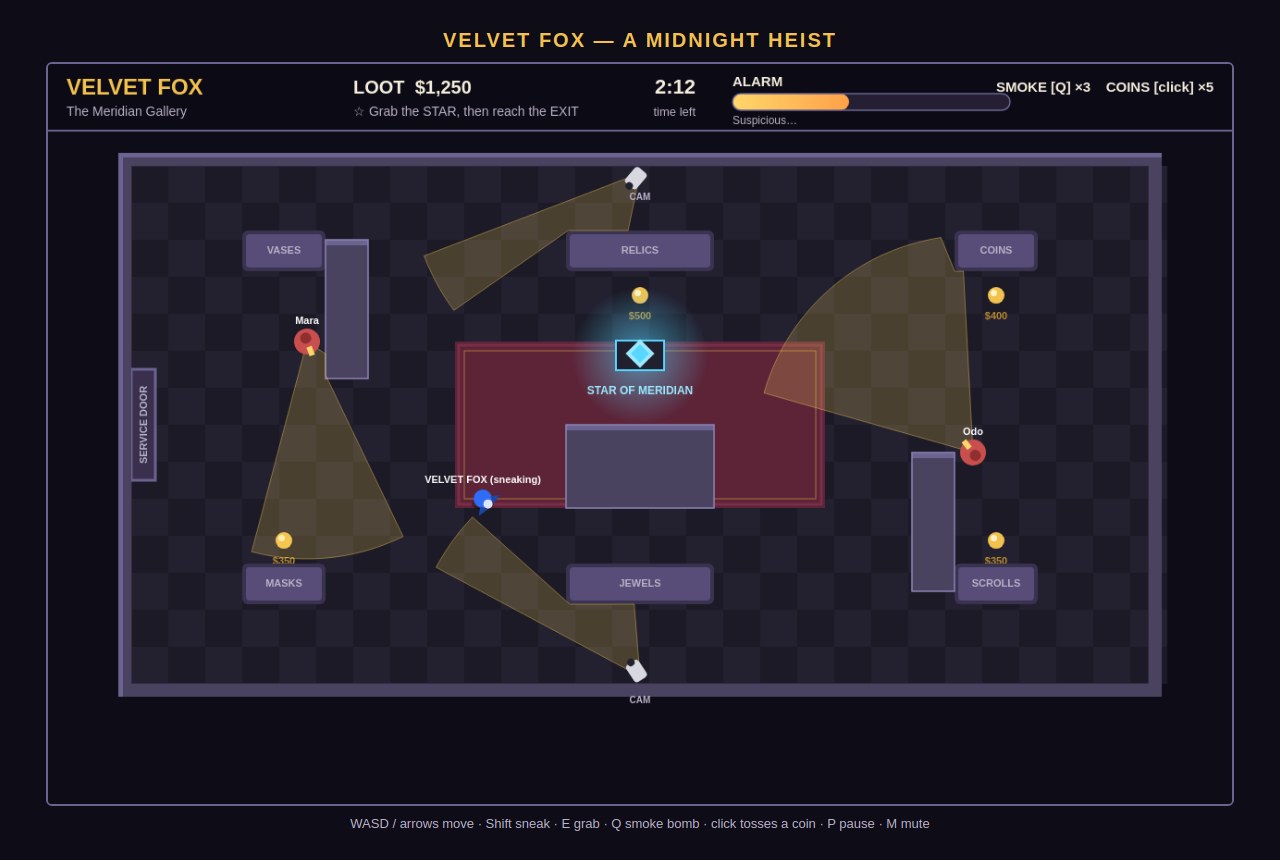 VELVET FOX — A MIDNIGHT HEIST
VELVET FOX
LOOT $1,250
2:12
ALARM
SMOKE [Q] ×3 COINS [click] ×5
The Meridian Gallery
☆ Grab the STAR, then reach the EXIT
time left
Suspicious…
CAM
VASES
RELICS
COINS
$500
$400
Mara
STAR OF MERIDIAN
SERVICE DOOR
Odo
VELVET FOX (sneaking)
$350
$350
MASKS
JEWELS
SCROLLS
CAM
WASD / arrows move · Shift sneak · E grab · Q smoke bomb · click tosses a coin · P pause · M mute